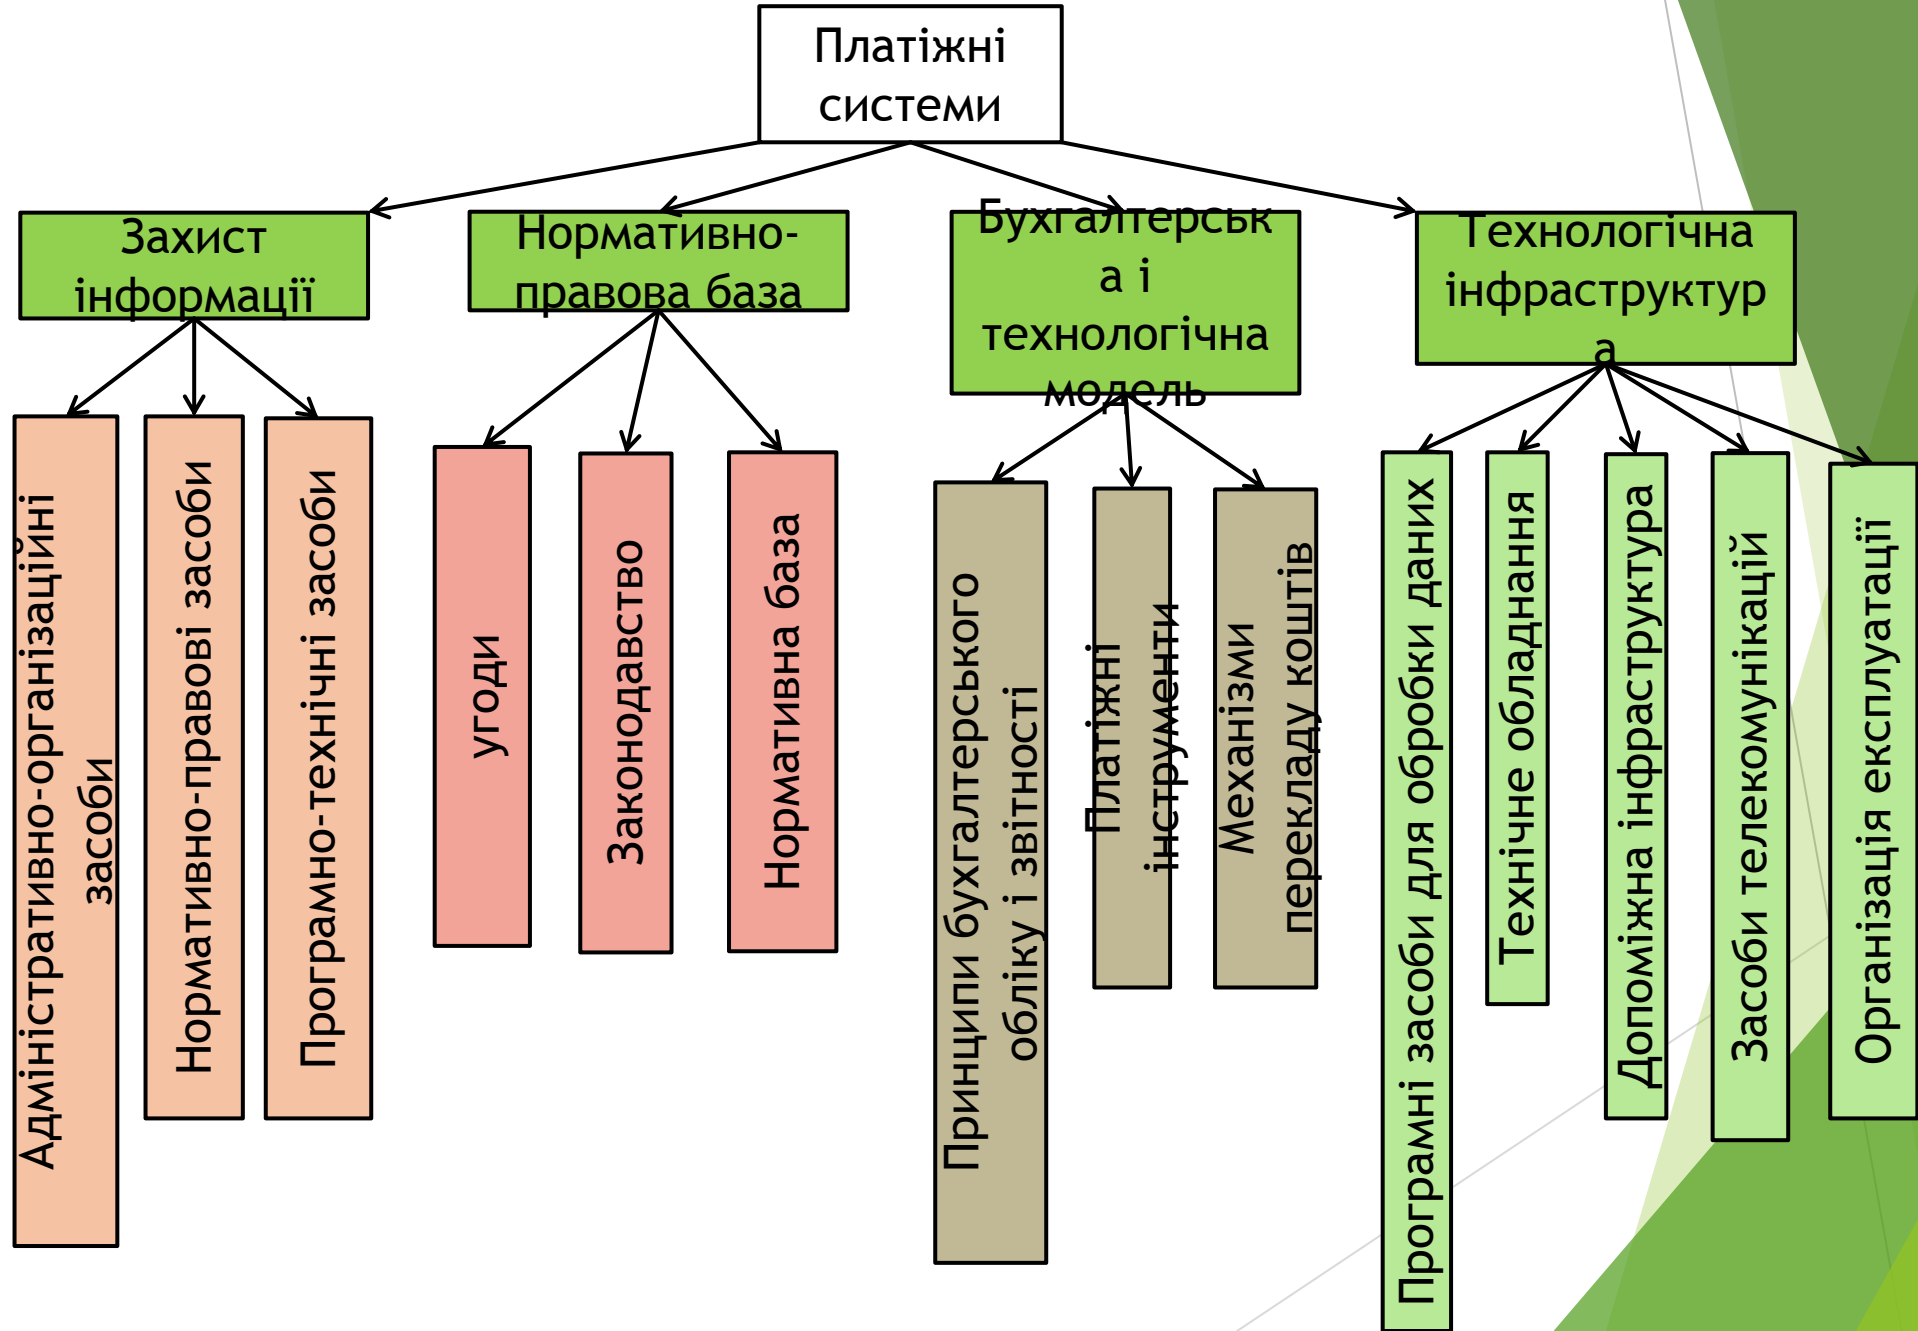 Платіжні
системи
Захист
інформації
Нормативно-
правова база
Бухгалтерськ
а і
технологічна
модель
Технологічна
інфраструктур
а
Адміністративно-організаційні
засоби
Нормативно-правові засоби
Програмно-технічні засоби
угоди
Законодавство
Нормативна база
Принципи бухгалтерського
обліку і звітності
Платіжні
інструменти
Механізми
перекладу коштів
Програмні засоби для обробки даних
Технічне обладнання
Допоміжна інфраструктура
Засоби телекомунікацій
Організація експлуатації